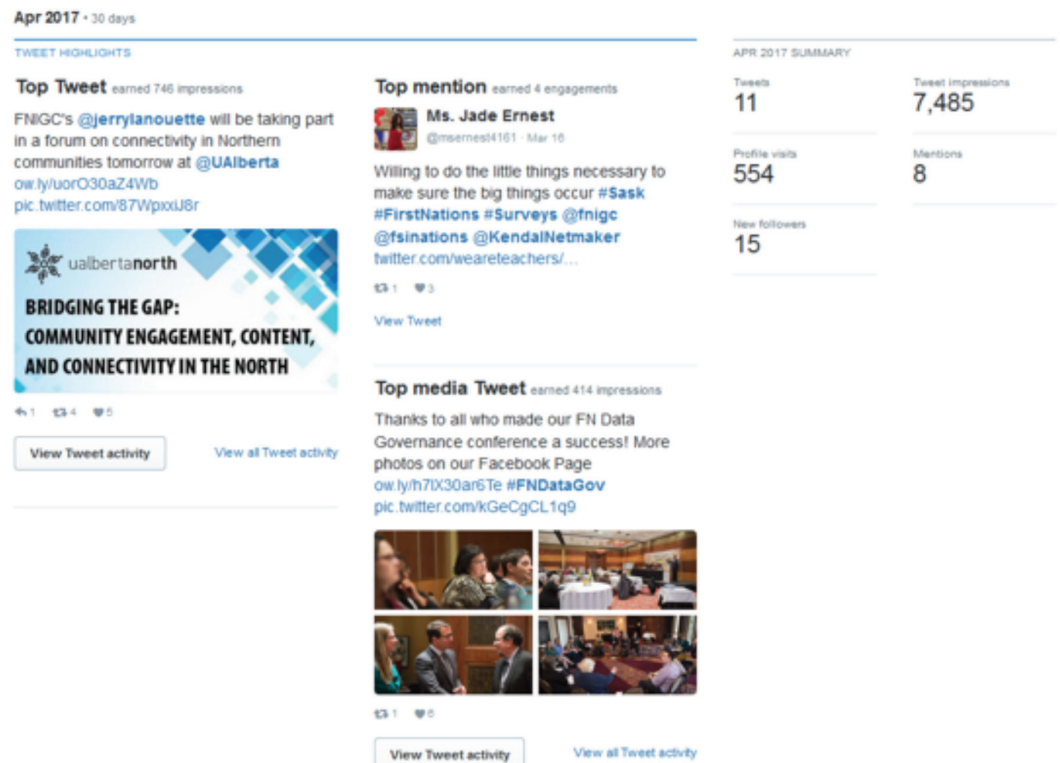 Apr 2017 • 30 days
TWEET HIGHLIGHTS
Top Tweet earned 746 impressions
FNIGC's @jerrylanouette will be taking part
in a forum on connectivity in Northern
communities tomorrow at @UAlberta
ow.ly/uorO30aZ4Wb
pic.twitter.com/87WpxxiJ8r
ualbertanorth
BRIDGING THE GAP:
COMMUNITY ENGAGEMENT, CONTENT,
AND CONNECTIVITY IN THE NORTH
1 4 5
View Tweet activity
View all Tweet activity
Top mention earned 4 engagements
Ms. Jade Ernest
@msernest4161 · Mar 16
Willing to do the little things necessary to
make sure the big things occur #Sask
#FirstNations #Surveys @fnigc
@fsinations @KendalNetmaker
twitter.com/weareteachers/…
1 3
View Tweet
Top media Tweet earned 414 impressions
Thanks to all who made our FN Data
Governance conference a success! More
photos on our Facebook Page
ow.ly/h7lX30ar6Te #FNDataGov
pic.twitter.com/kGeCgCL1q9
1 6
View Tweet activity
View all Tweet activity
APR 2017 SUMMARY
Tweets
11
Tweet impressions
7,485
Profile visits
554
Mentions
8
New followers
15